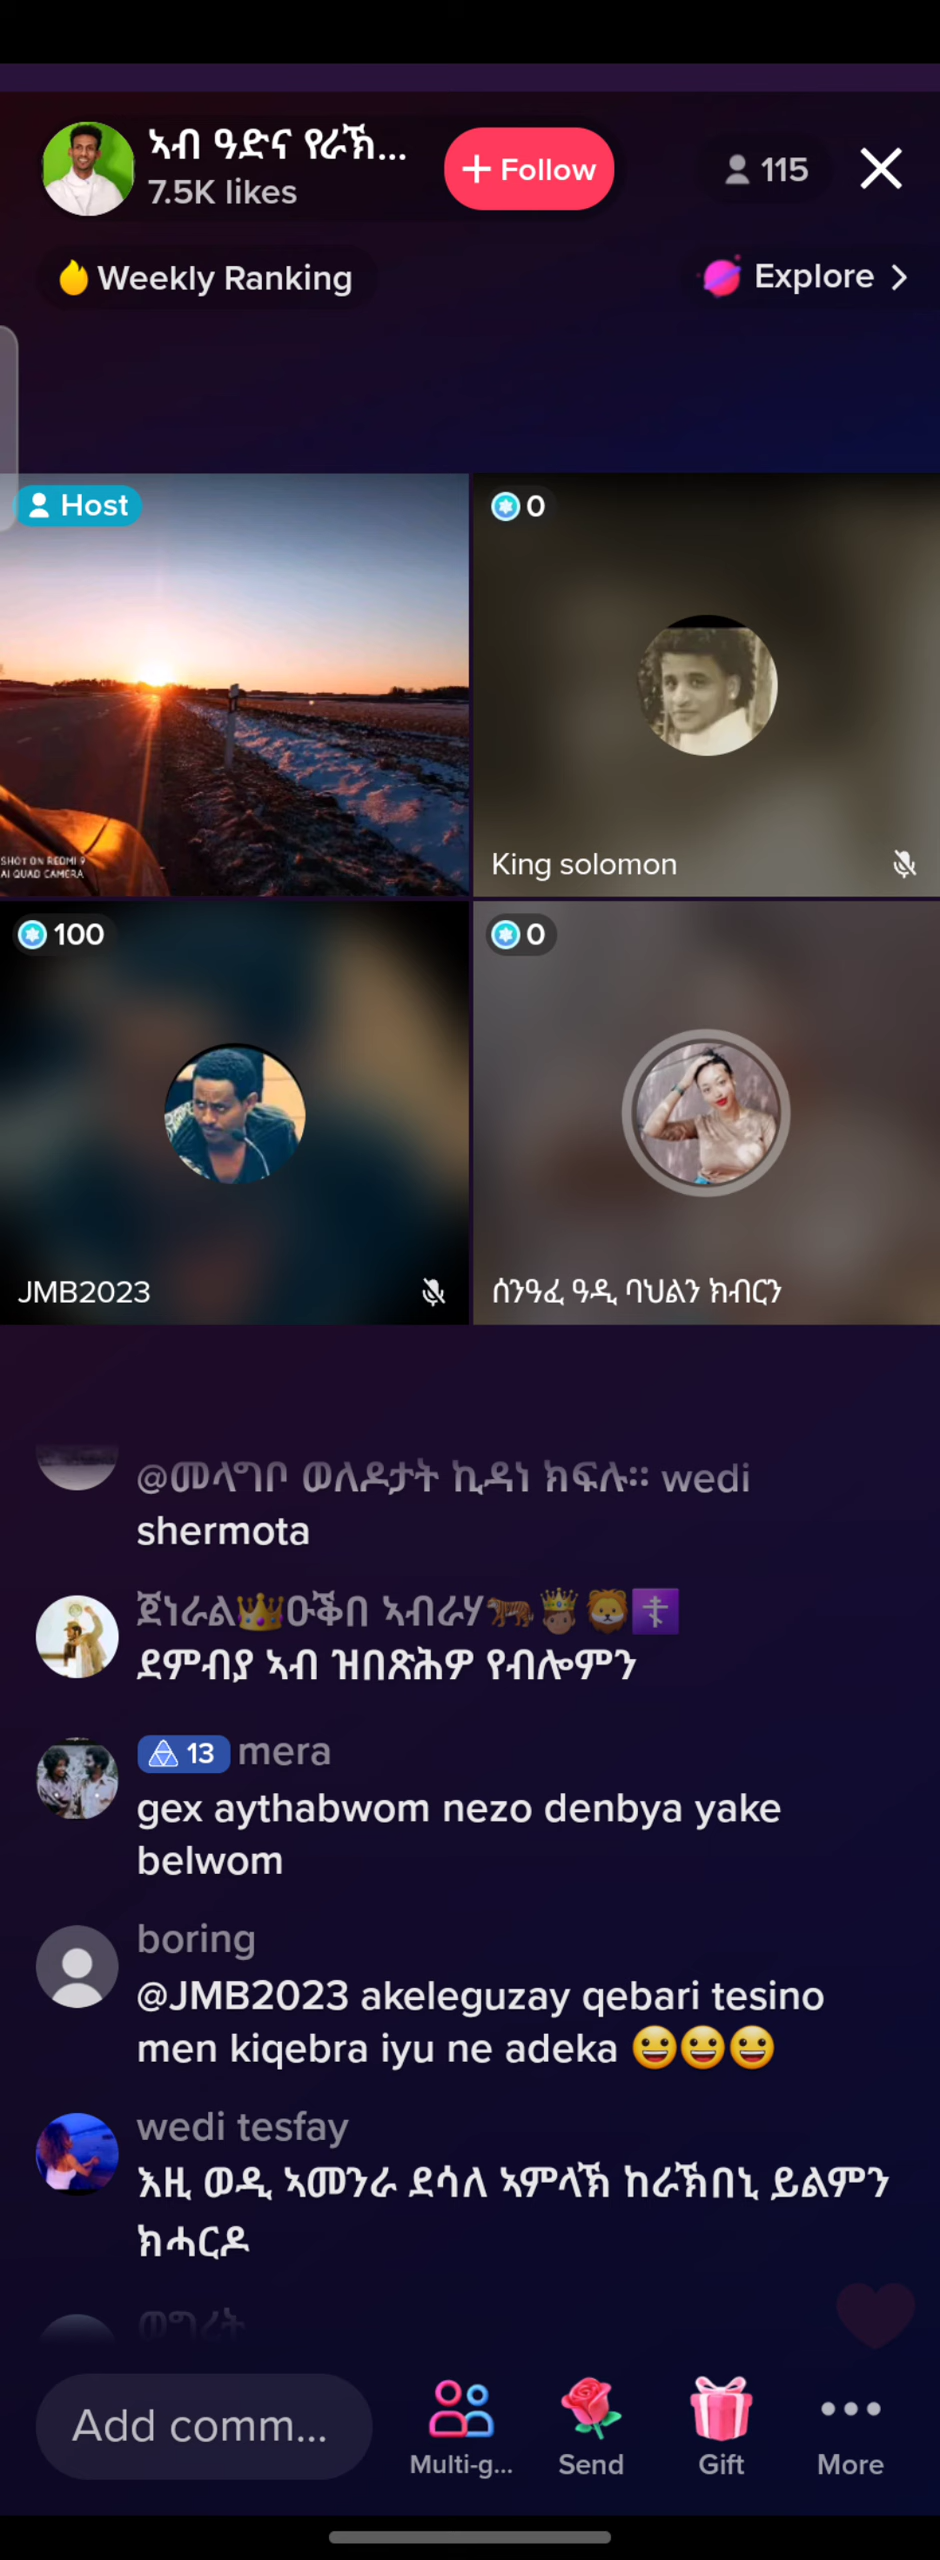 ኣብ ዓድና የራኽ...
7.5K likes
+ Follow
115
Weekly Ranking
Explore >
Host
0
SHOT ON REDMI 9
AI QUAD CAMERA
King solomon
100
0
JMB2023
ሰንዓፈ ዓዲ ባህልን ክብርን
@መላግቦ ወለዶታት ኪዳነ ክፍሉ። wedi
shermota
ጀነራል👑ዑቕበ ኣብራሃ🐅🤴🦁☦️
ደምብያ ኣብ ዝበጽሕዎ የብሎምን
13 mera
gex aythabwom nezo denbya yake
belwom
boring
@JMB2023 akeleguzay qebari tesino
men kiqebra iyu ne adeka 😀😀😀
wedi tesfay
እዚ ወዲ ኣመንራ ደሳለ ኣምላኽ ከራኽበኒ ይልምን
ክሓርዶ
ወግረት
Add comm...
Multi-g...
Send
Gift
More